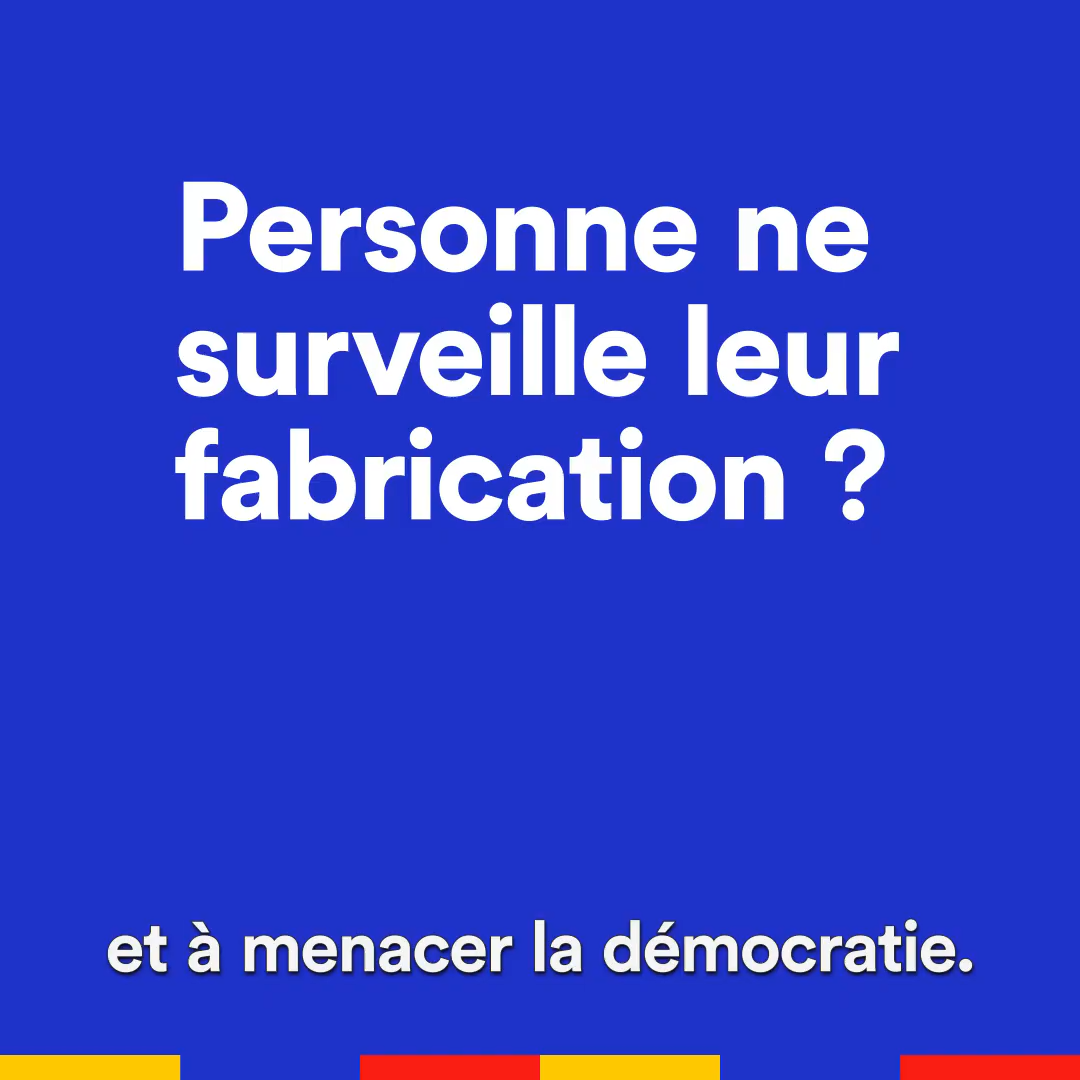 Personne ne
surveille leur
fabrication ?
et à menacer la démocratie.